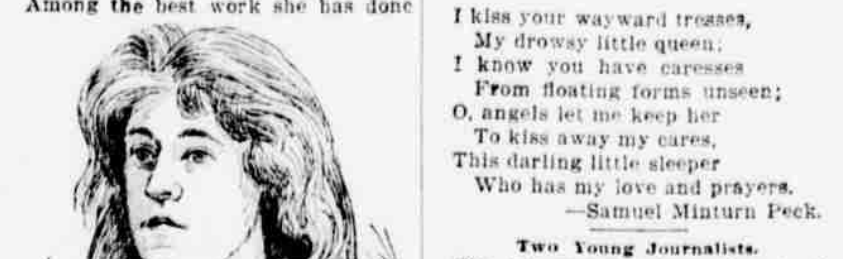 Among the best work she has done
I kiss your wayward tresses,
My drowsy little queen;
I know you have caresses
From floating forms unseen;
O, angels let me keep her
To kiss away my cares,
This darling little sleeper
Who has my love and prayers.
—Samuel Minturn Peck.
Two Young Journalists.